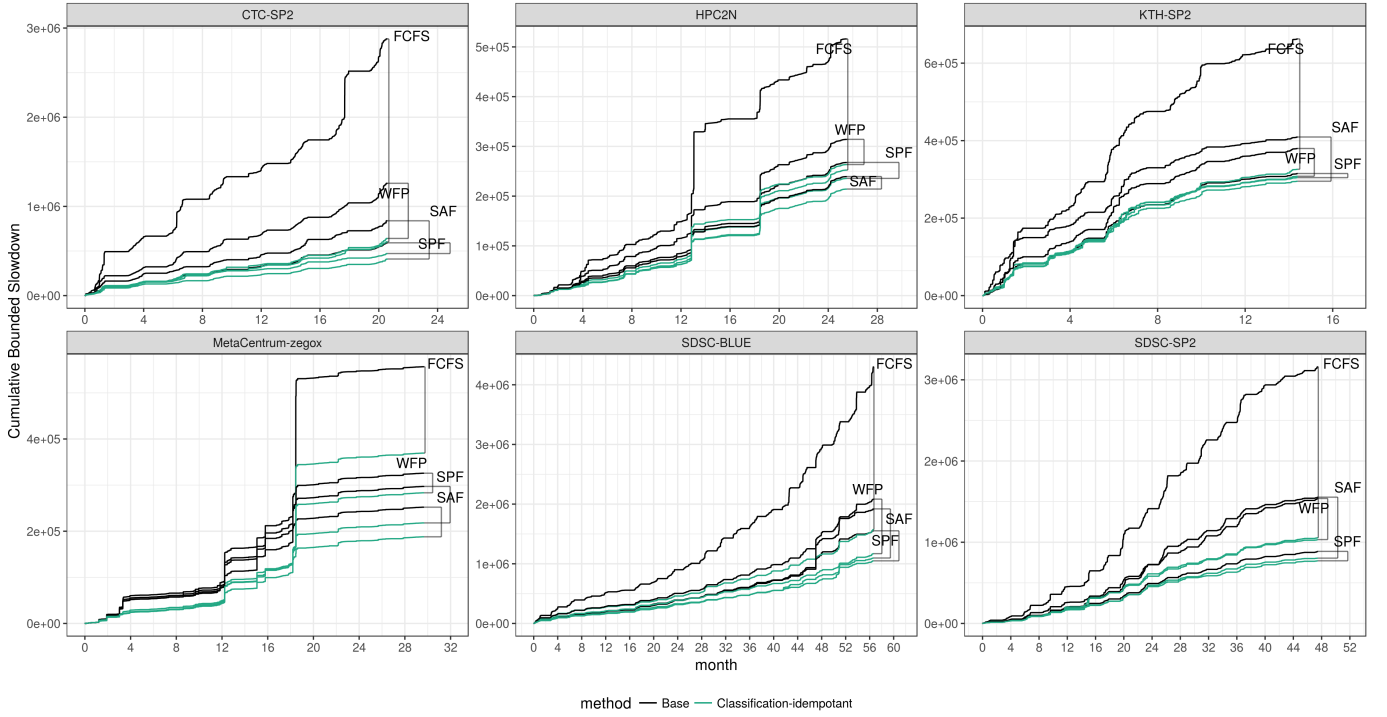 CTC-SP2
HPC2N
KTH-SP2
3e+06
2e+06
1e+06
0e+00
FCFS
WFP
SAF
SPF
0 4 8 12 16 20 24
5e+05
4e+05
3e+05
2e+05
1e+05
0e+00
FCFS
WFP
SPF
SAF
0 4 8 12 16 20 24 28
6e+05
4e+05
2e+05
0e+00
FCFS
SAF
WFP
SPF
0 4 8 12 16
Cumulative Bounded Slowdown
MetaCentrum-zegox
SDSC-BLUE
SDSC-SP2
4e+05
2e+05
0e+00
FCFS
WFP
SPF
SAF
0 4 8 12 16 20 24 28 32
4e+06
3e+06
2e+06
1e+06
0e+00
FCFS
WFP
SAF
SPF
0 4 8 12 16 20 24 28 32 36 40 44 48 52 56 60
3e+06
2e+06
1e+06
0e+00
FCFS
SAF
WFP
SPF
0 4 8 12 16 20 24 28 32 36 40 44 48 52
month
method Base Classification-idempotant